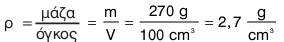 ρ = μάζα/όγκος = m/V = 270 g/100 cm³ = 2,7 g/cm³